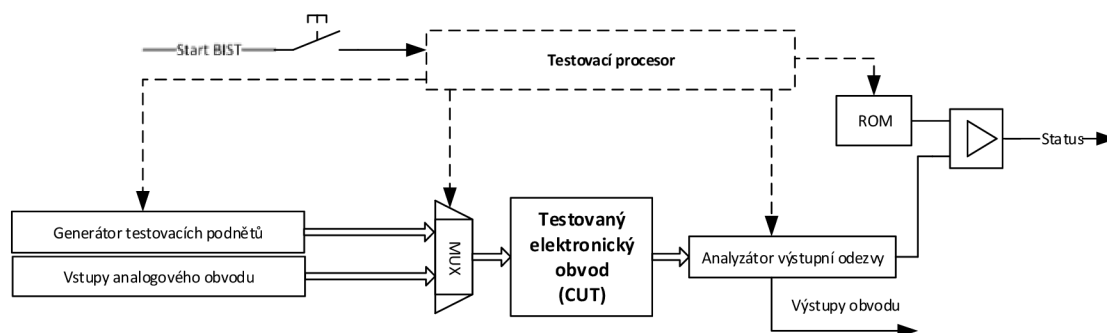 Start BIST
Testovací procesor
ROM
Status
Generátor testovacích podnětů
Vstupy analogového obvodu
MUX
Testovaný
elektronický
obvod
(CUT)
Analyzátor výstupní odezvy
Výstupy obvodu